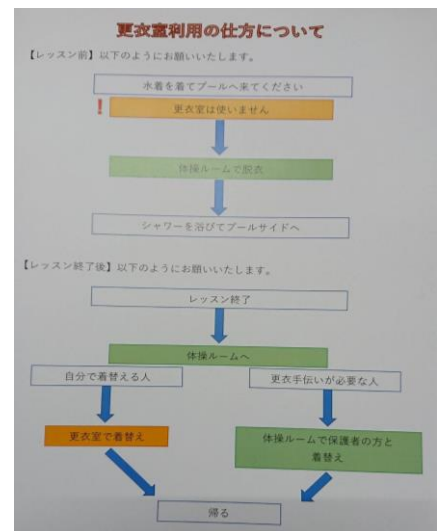 更衣室利用の仕方について
【レッスン前】以下のようにお願いいたします。
水着を着てプールへ来てください
❗ 更衣室は使いません
体操ルームで脱衣
シャワーを浴びてプールサイドへ
【レッスン終了後】以下のようにお願いいたします。
レッスン終了
体操ルームへ
自分で着替える人
更衣手伝いが必要な人
更衣室で着替え
体操ルームで保護者の方と
着替え
帰る